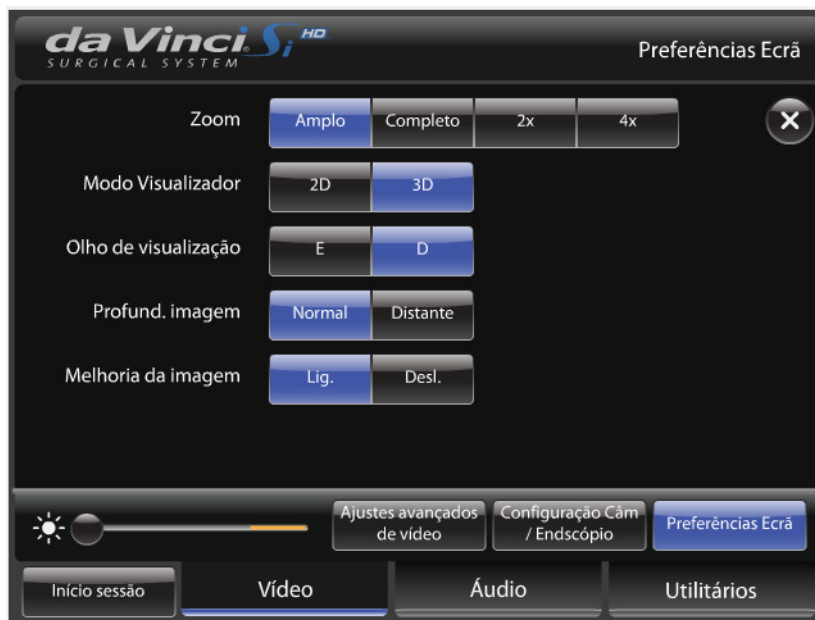 da Vinci. Si HD
SURGICAL SYSTEM
Preferências Ecrã
Zoom Amplo Completo 2x 4x
Modo Visualizador 2D 3D
Olho de visualização E D
Profund. imagem Normal Distante
Melhoria da imagem Lig. Desl.
Ajustes avançados
de vídeo
Configuração Câm
/ Endscópio
Preferências Ecrã
Início sessão Vídeo Áudio Utilitários